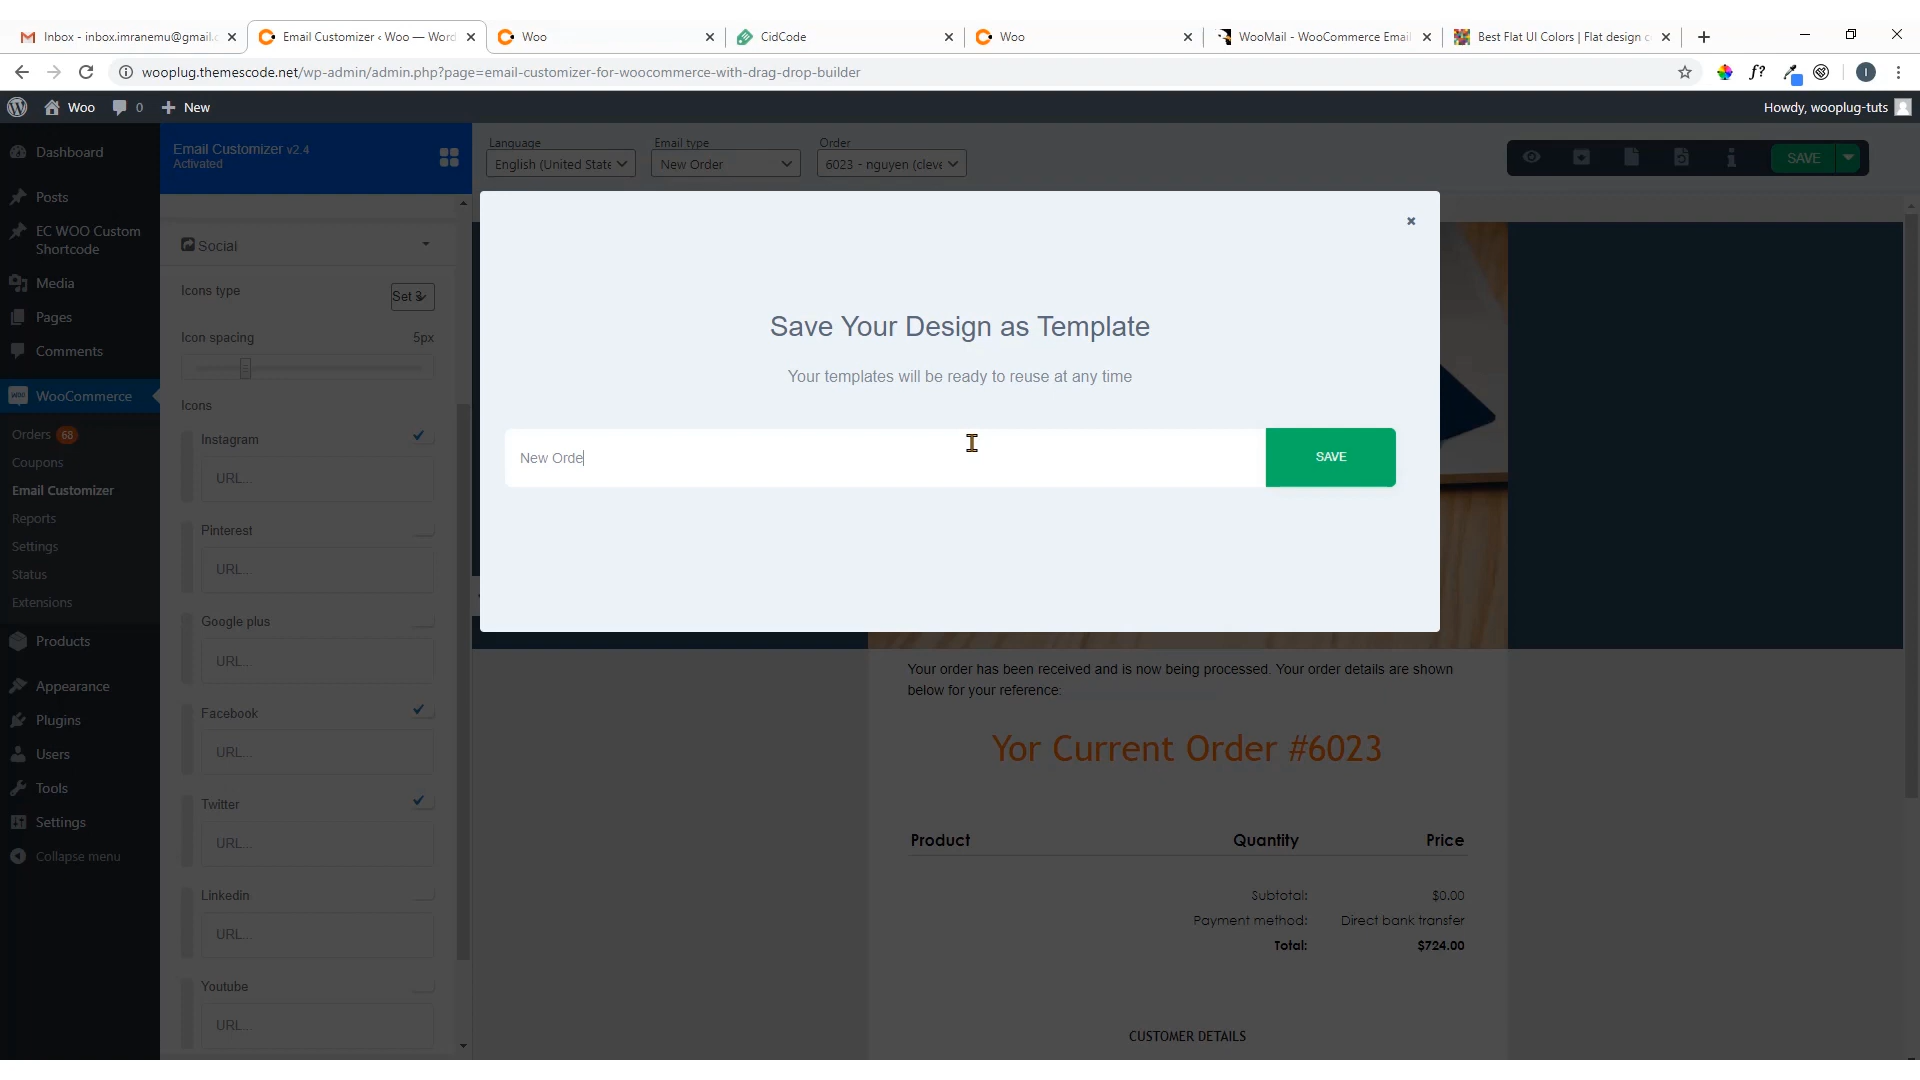 Inbox - inbox.imranemu@gmail.c
Email Customizer ‹ Woo — Word
Woo
CidCode
Woo
WooMail - WooCommerce Email
Best Flat UI Colors | Flat design c
wooplug.themescode.net/wp-admin/admin.php?page=email-customizer-for-woocommerce-with-drag-drop-builder
f?
I
Woo
0
New
Howdy, wooplug-tuts
Dashboard
Posts
EC WOO Custom
Shortcode
Media
Pages
Comments
WooCommerce
Orders 68
Coupons
Email Customizer
Reports
Settings
Status
Extensions
Products
Appearance
Plugins
Users
Tools
Settings
Collapse menu
Email Customizer v2.4
Activated
Social
Icons type
Set 3
Icon spacing
5px
Icons
Instagram
URL...
Pinterest
URL...
Google plus
URL...
Facebook
URL...
Twitter
URL...
Linkedin
URL...
Youtube
URL...
Language
English (United State
Email type
New Order
Order
6023 - nguyen (cleve
SAVE
Save Your Design as Template
Your templates will be ready to reuse at any time
New Orde
SAVE
Your order has been received and is now being processed. Your order details are shown
below for your reference:
Yor Current Order #6023
Product Quantity Price
Subtotal: $0.00
Payment method: Direct bank transfer
Total: $724.00
CUSTOMER DETAILS